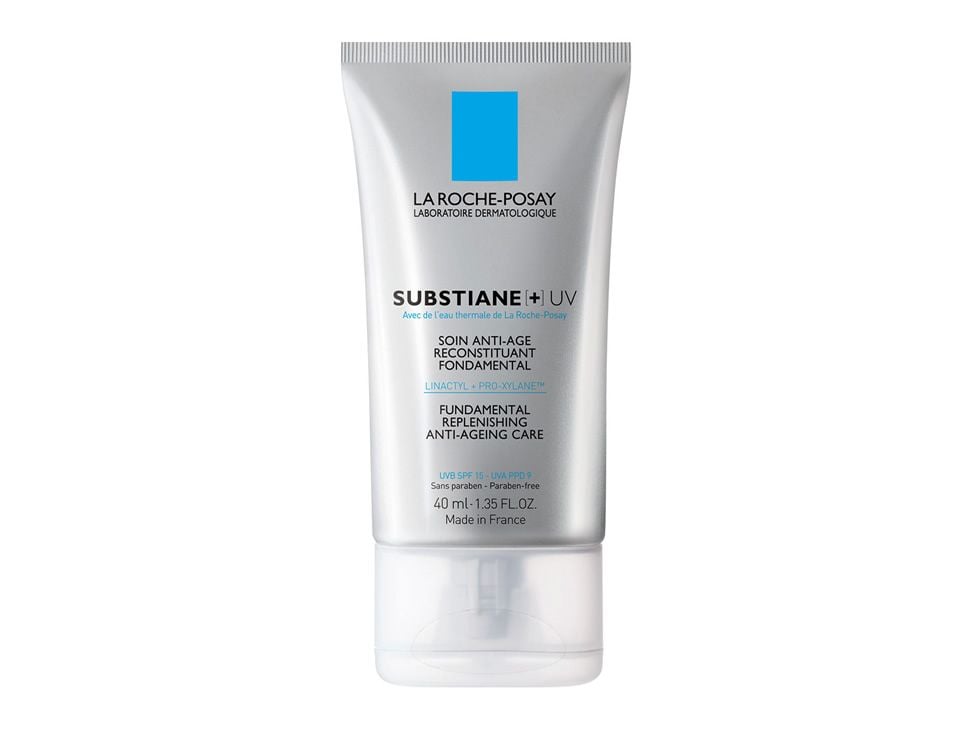 LA ROCHE-POSAY
LABORATOIRE DERMATOLOGIQUE
SUBSTIANE [+] UV
Avec de l'eau thermale de La Roche-Posay
SOIN ANTI-AGE
RECONSTITUANT
FONDAMENTAL
LINACTYL + PRO-XYLANE™
FUNDAMENTAL
REPLENISHING
ANTI-AGEING CARE
UVB SPF 15 - UVA PPD 9
Sans paraben - Paraben-free
40 ml · 1.35 FL.OZ.
Made in France